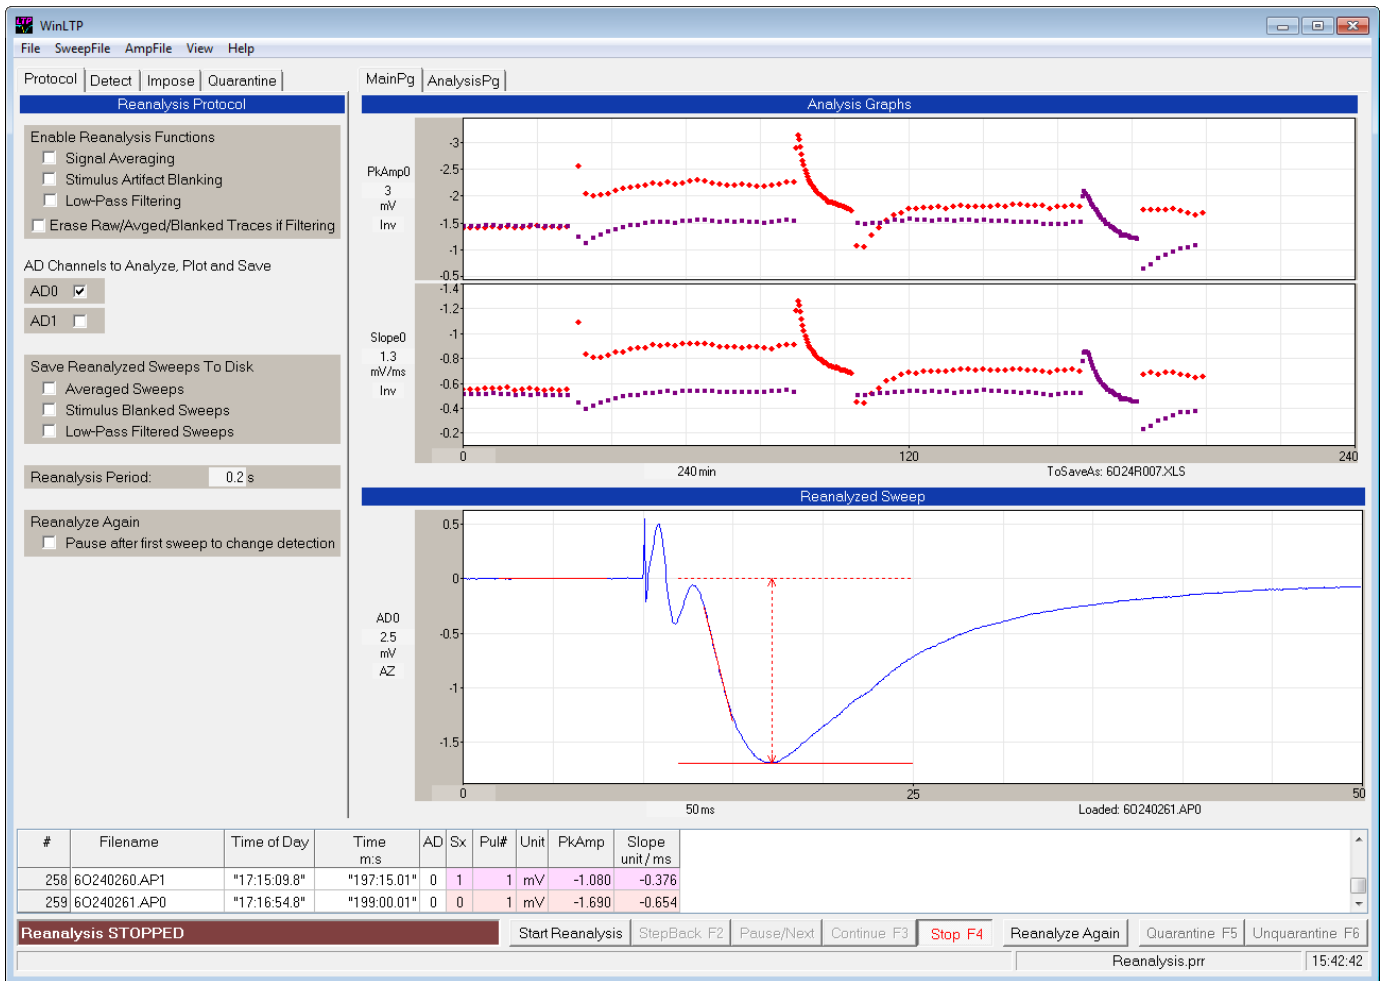 WinLTP
File SweepFile AmpFile View Help
Protocol Detect Impose Quarantine
Reanalysis Protocol
Enable Reanalysis Functions
Signal Averaging
Stimulus Artifact Blanking
Low-Pass Filtering
Erase Raw/Avged/Blanked Traces if Filtering
AD Channels to Analyze, Plot and Save
AD0
AD1
Save Reanalyzed Sweeps To Disk
Averaged Sweeps
Stimulus Blanked Sweeps
Low-Pass Filtered Sweeps
Reanalysis Period: 0.2 s
Reanalyze Again
Pause after first sweep to change detection
MainPg AnalysisPg
Analysis Graphs
PkAmp0
3
mV
Inv
-3
-2.5
-2
-1.5
-1
-0.5
Slope0
1.3
mV/ms
Inv
-1.4
-1.2
-1
-0.8
-0.6
-0.4
-0.2
0 120 240
240 min ToSaveAs: 6O24R007.XLS
Reanalyzed Sweep
AD0
2.5
mV
AZ
0.5
0
-0.5
-1
-1.5
0 25 50
50 ms Loaded: 6O240261.AP0
# Filename Time of Day Time m:s AD Sx Pul# Unit PkAmp Slope unit / ms
258 6O240260.AP1 "17:15:09.8" "197:15.01" 0 1 1 mV -1.080 -0.376
259 6O240261.AP0 "17:16:54.8" "199:00.01" 0 0 1 mV -1.690 -0.654
Reanalysis STOPPED Start Reanalysis StepBack F2 Pause/Next Continue F3 Stop F4 Reanalyze Again Quarantine F5 Unquarantine F6
Reanalysis.prr 15:42:42